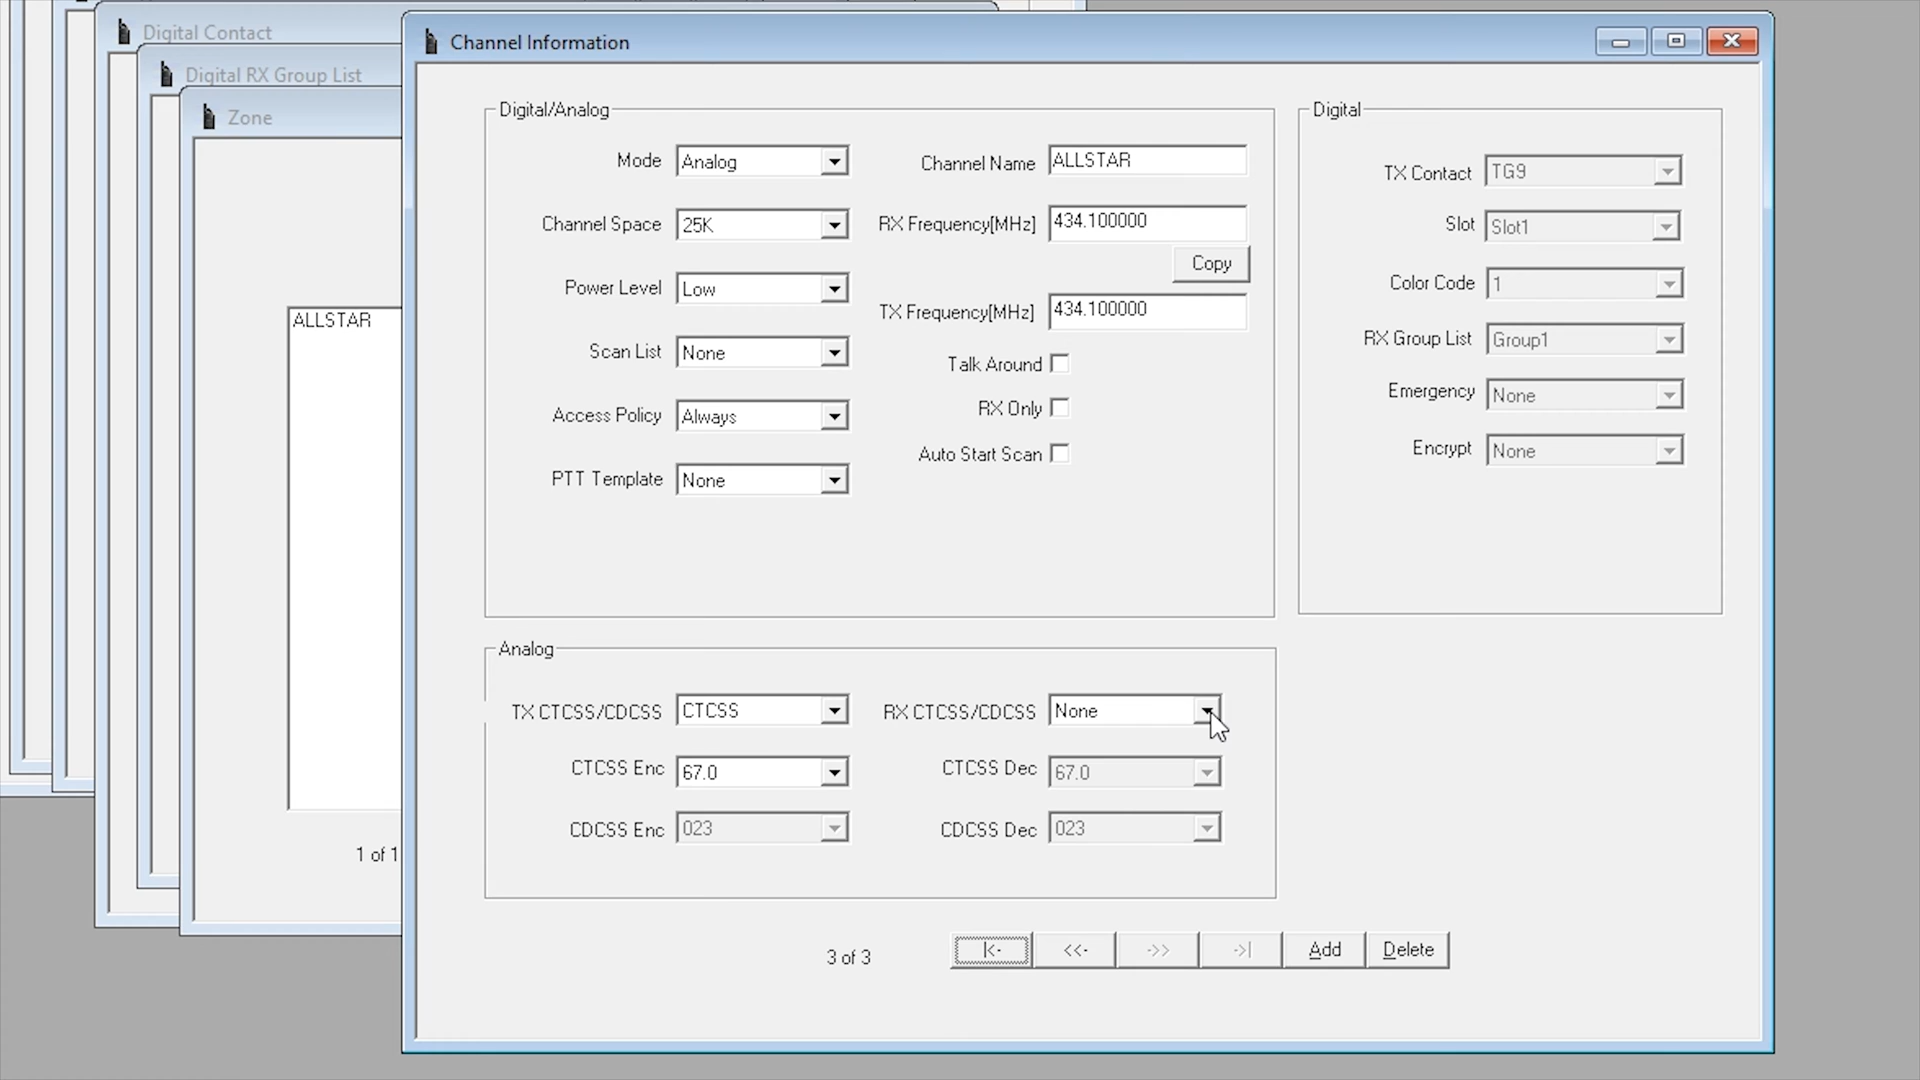 Digital Contact
Digital RX Group List
Zone
ALLSTAR
1 of 1
Channel Information
Digital/Analog
Mode Analog
Channel Name ALLSTAR
Channel Space 25K
RX Frequency[MHz] 434.100000
Copy
Power Level Low
TX Frequency[MHz] 434.100000
Scan List None
Talk Around
Access Policy Always
RX Only
Auto Start Scan
PTT Template None
Digital
TX Contact TG9
Slot Slot1
Color Code 1
RX Group List Group1
Emergency None
Encrypt None
Analog
TX CTCSS/CDCSS CTCSS
RX CTCSS/CDCSS None
CTCSS Enc 67.0
CTCSS Dec 67.0
CDCSS Enc 023
CDCSS Dec 023
3 of 3
|<- <<- ->> ->| Add Delete